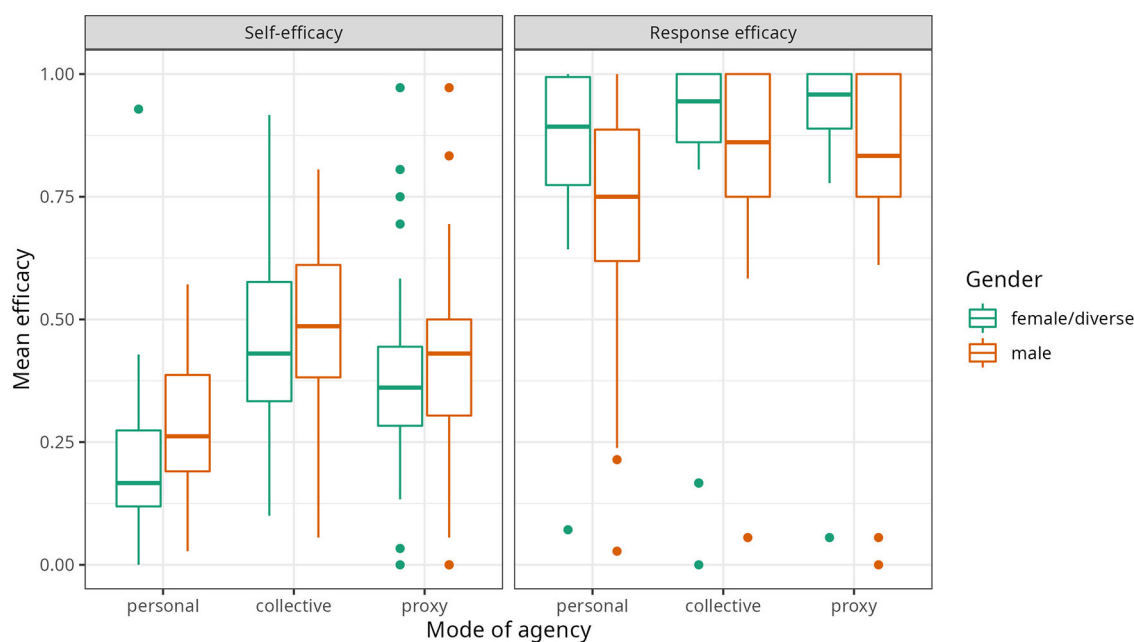 Self-efficacy
Response efficacy
Mean efficacy
1.00
0.75
0.50
0.25
0.00
personal
collective
proxy
personal
collective
proxy
Mode of agency
Gender
female/diverse
male